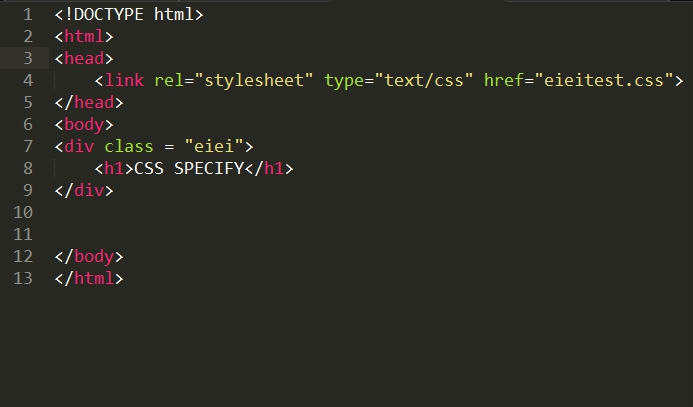 1 <!DOCTYPE html>
2 <html>
3 <head>
4     <link rel="stylesheet" type="text/css" href="eieitest.css">
5 </head>
6 <body>
7 <div class = "eiei">
8     <h1>CSS SPECIFY</h1>
9 </div>
10
11
12 </body>
13 </html>